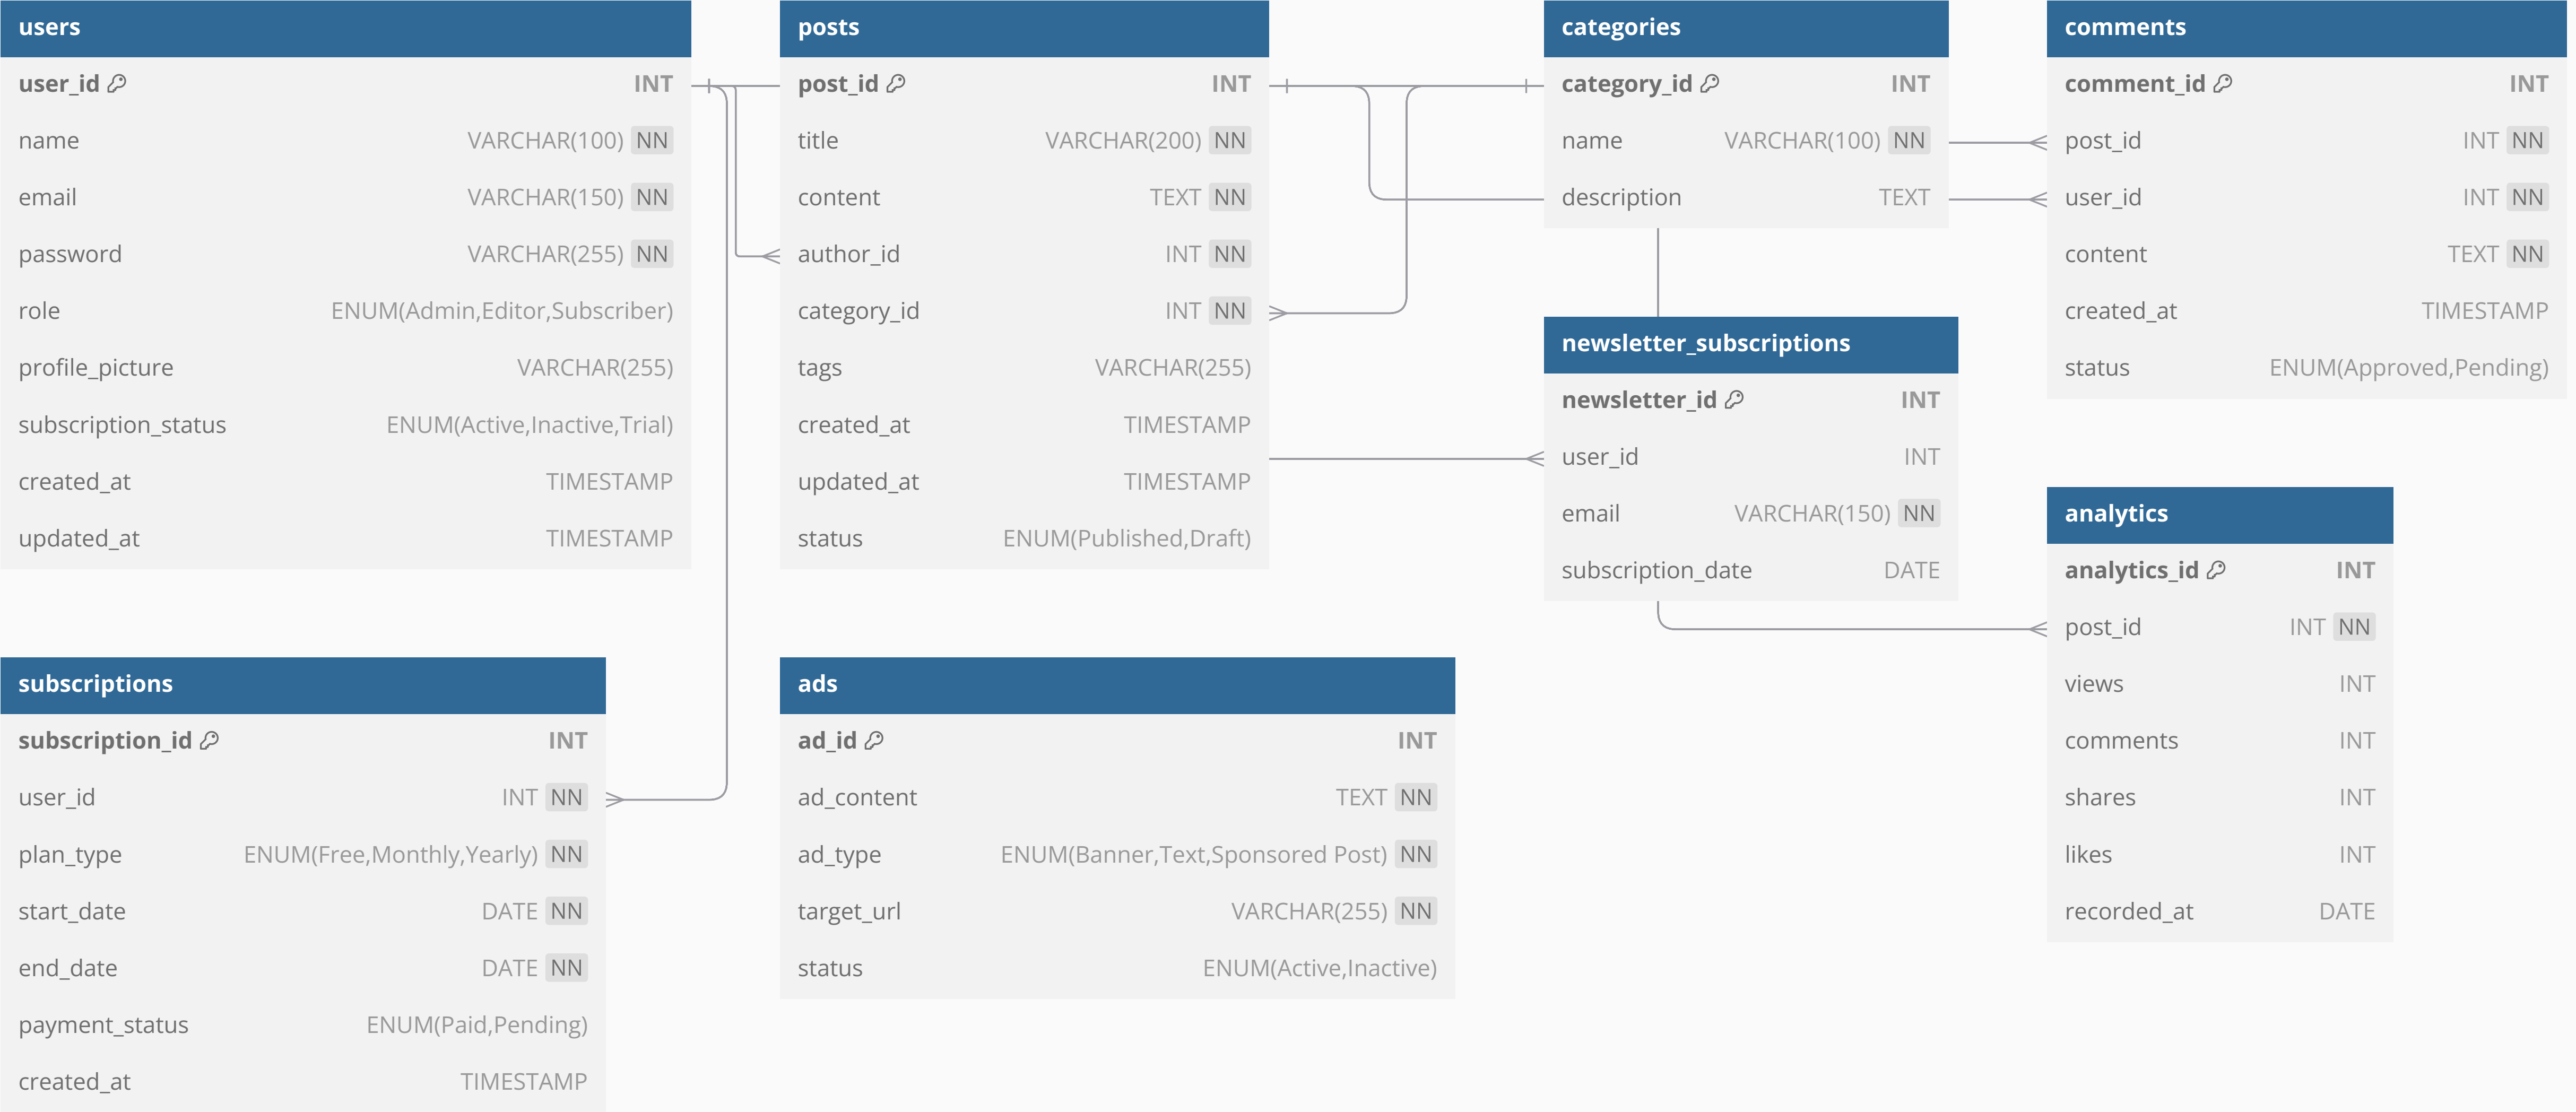 users
user_id INT
name VARCHAR(100) NN
email VARCHAR(150) NN
password VARCHAR(255) NN
role ENUM(Admin,Editor,Subscriber)
profile_picture VARCHAR(255)
subscription_status ENUM(Active,Inactive,Trial)
created_at TIMESTAMP
updated_at TIMESTAMP
posts
post_id INT
title VARCHAR(200) NN
content TEXT NN
author_id INT NN
category_id INT NN
tags VARCHAR(255)
created_at TIMESTAMP
updated_at TIMESTAMP
status ENUM(Published,Draft)
categories
category_id INT
name VARCHAR(100) NN
description TEXT
comments
comment_id INT
post_id INT NN
user_id INT NN
content TEXT NN
created_at TIMESTAMP
status ENUM(Approved,Pending)
newsletter_subscriptions
newsletter_id INT
user_id INT
email VARCHAR(150) NN
subscription_date DATE
analytics
analytics_id INT
post_id INT NN
views INT
comments INT
shares INT
likes INT
recorded_at DATE
subscriptions
subscription_id INT
user_id INT NN
plan_type ENUM(Free,Monthly,Yearly) NN
start_date DATE NN
end_date DATE NN
payment_status ENUM(Paid,Pending)
created_at TIMESTAMP
ads
ad_id INT
ad_content TEXT NN
ad_type ENUM(Banner,Text,Sponsored Post) NN
target_url VARCHAR(255) NN
status ENUM(Active,Inactive)